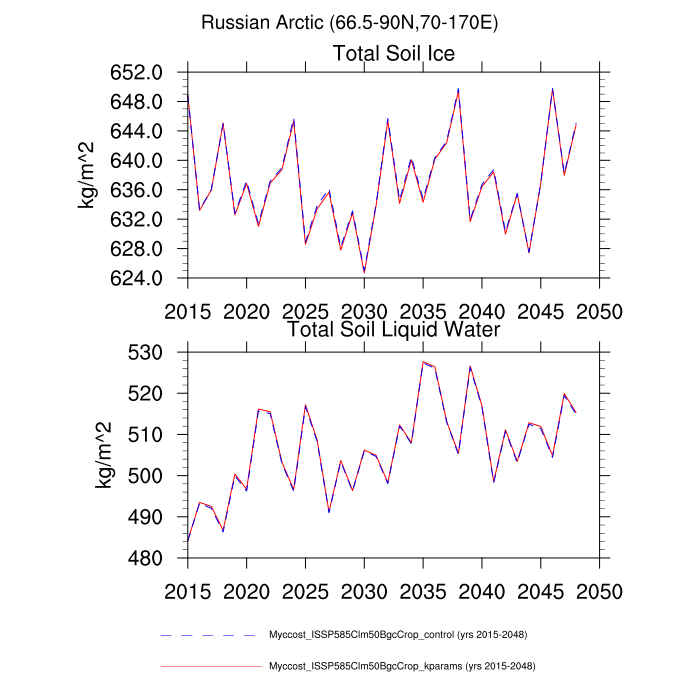 Russian Arctic (66.5-90N,70-170E)
Total Soil Ice
652.0
648.0
644.0
640.0
636.0
632.0
628.0
624.0
kg/m^2
2015 2020 2025 2030 2035 2040 2045 2050
Total Soil Liquid Water
530
520
510
500
490
480
kg/m^2
2015 2020 2025 2030 2035 2040 2045 2050
Myccost_ISSP585Clm50BgcCrop_control (yrs 2015-2048)
Myccost_ISSP585Clm50BgcCrop_kparams (yrs 2015-2048)